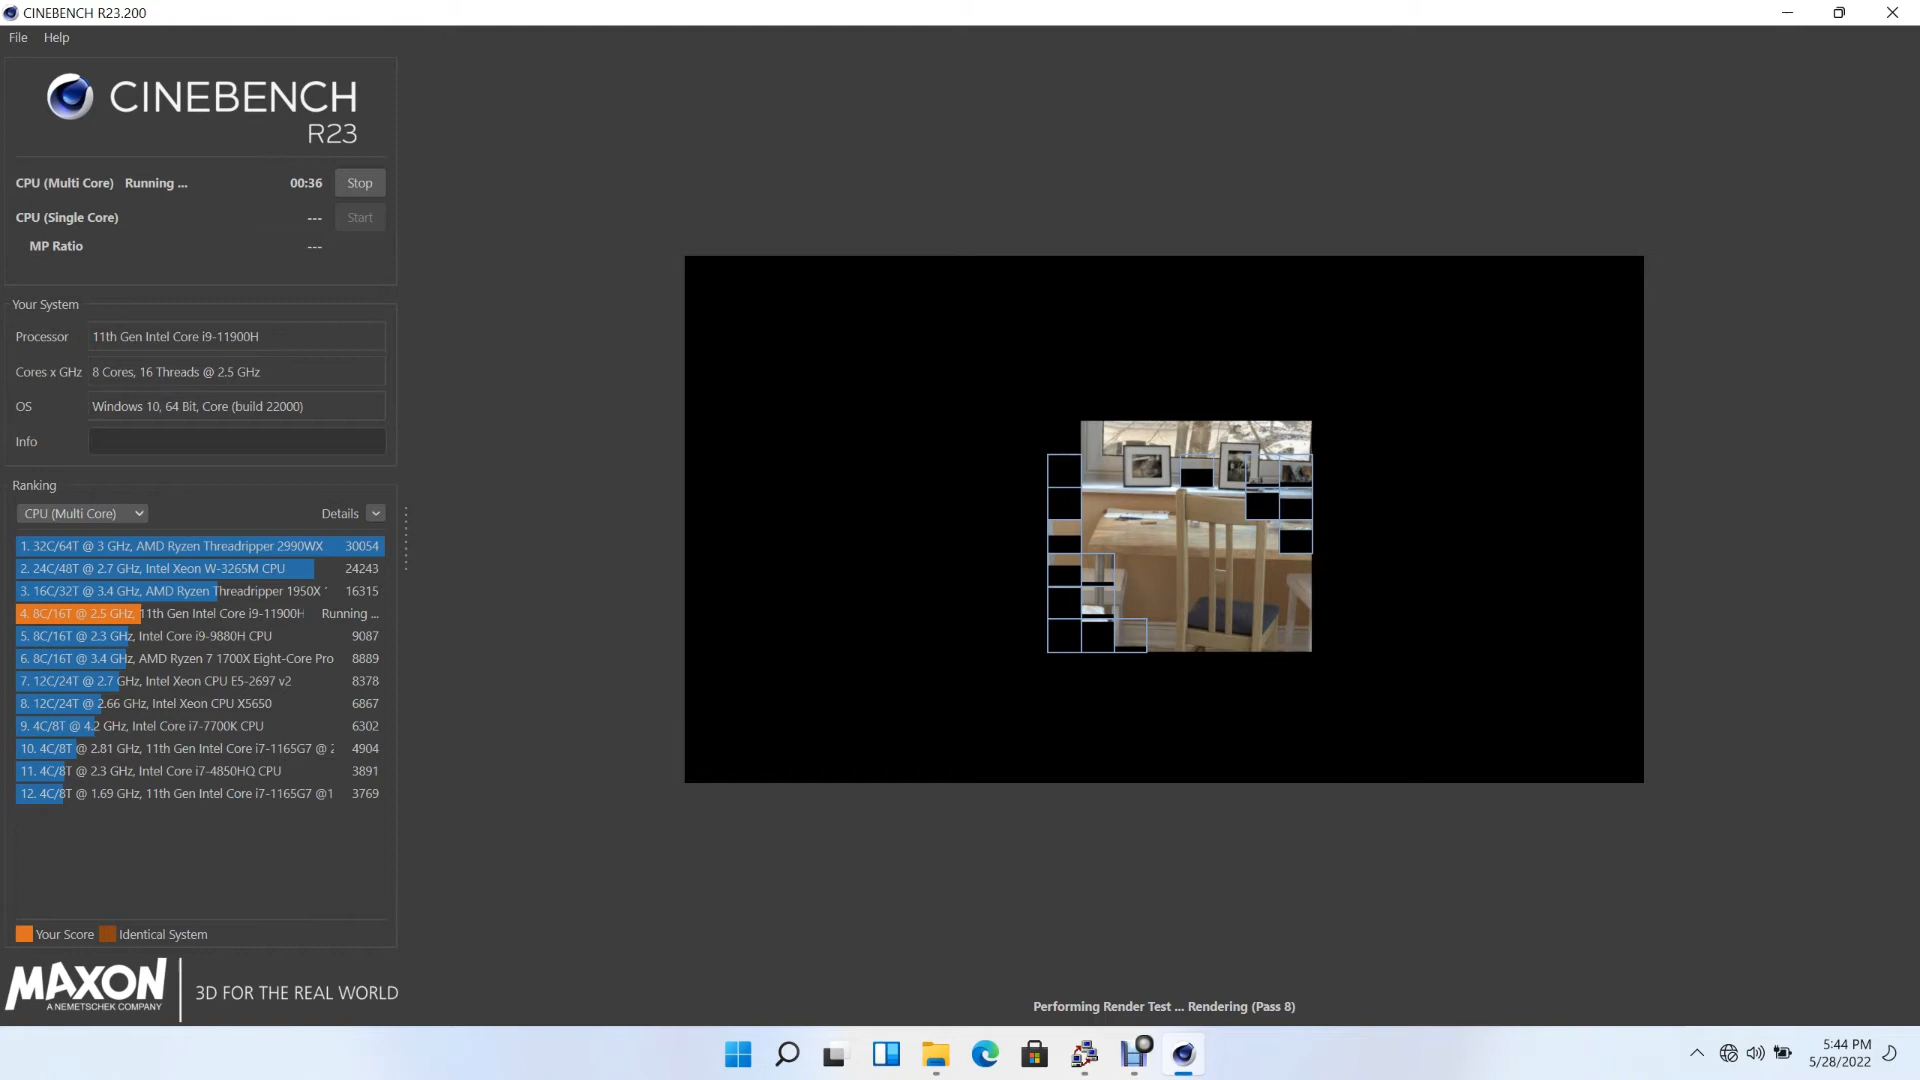 CINEBENCH R23.200
File Help
CINEBENCH
R23
CPU (Multi Core) Running ... 00:36 Stop
CPU (Single Core) --- Start
MP Ratio ---
Your System
Processor 11th Gen Intel Core i9-11900H
Cores x GHz 8 Cores, 16 Threads @ 2.5 GHz
OS Windows 10, 64 Bit, Core (build 22000)
Info
Ranking
CPU (Multi Core) Details
1. 32C/64T @ 3 GHz, AMD Ryzen Threadripper 2990WX 30054
2. 24C/48T @ 2.7 GHz, Intel Xeon W-3265M CPU 24243
3. 16C/32T @ 3.4 GHz, AMD Ryzen Threadripper 1950X 16315
4. 8C/16T @ 2.5 GHz, 11th Gen Intel Core i9-11900H Running ...
5. 8C/16T @ 2.3 GHz, Intel Core i9-9880H CPU 9087
6. 8C/16T @ 3.4 GHz, AMD Ryzen 7 1700X Eight-Core Pro 8889
7. 12C/24T @ 2.7 GHz, Intel Xeon CPU E5-2697 v2 8378
8. 12C/24T @ 2.66 GHz, Intel Xeon CPU X5650 6867
9. 4C/8T @ 4.2 GHz, Intel Core i7-7700K CPU 6302
10. 4C/8T @ 2.81 GHz, 11th Gen Intel Core i7-1165G7 @ 2 4904
11. 4C/8T @ 2.3 GHz, Intel Core i7-4850HQ CPU 3891
12. 4C/8T @ 1.69 GHz, 11th Gen Intel Core i7-1165G7 @1 3769
Your Score Identical System
MAXON
A NEMETSCHEK COMPANY
3D FOR THE REAL WORLD
Performing Render Test ... Rendering (Pass 8)
5:44 PM
5/28/2022